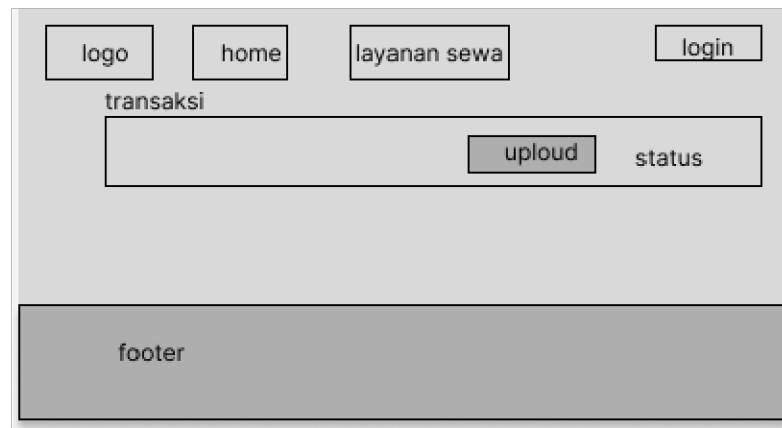 logo
home
layanan sewa
login
transaksi
uploud
status
footer